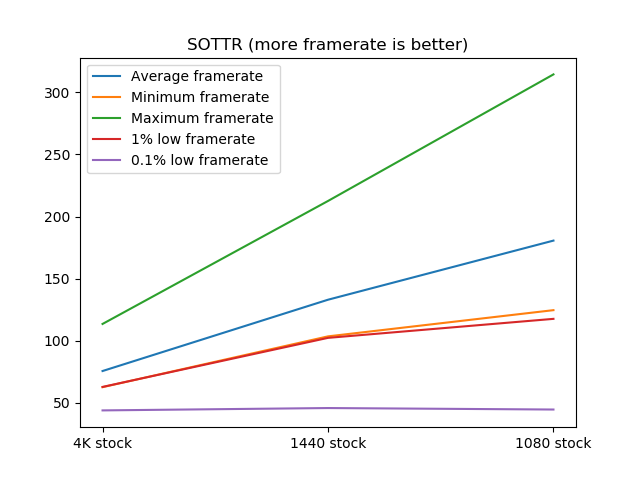 SOTTR (more framerate is better)
Average framerate
Minimum framerate
Maximum framerate
1% low framerate
0.1% low framerate
300
250
200
150
100
50
4K stock
1440 stock
1080 stock